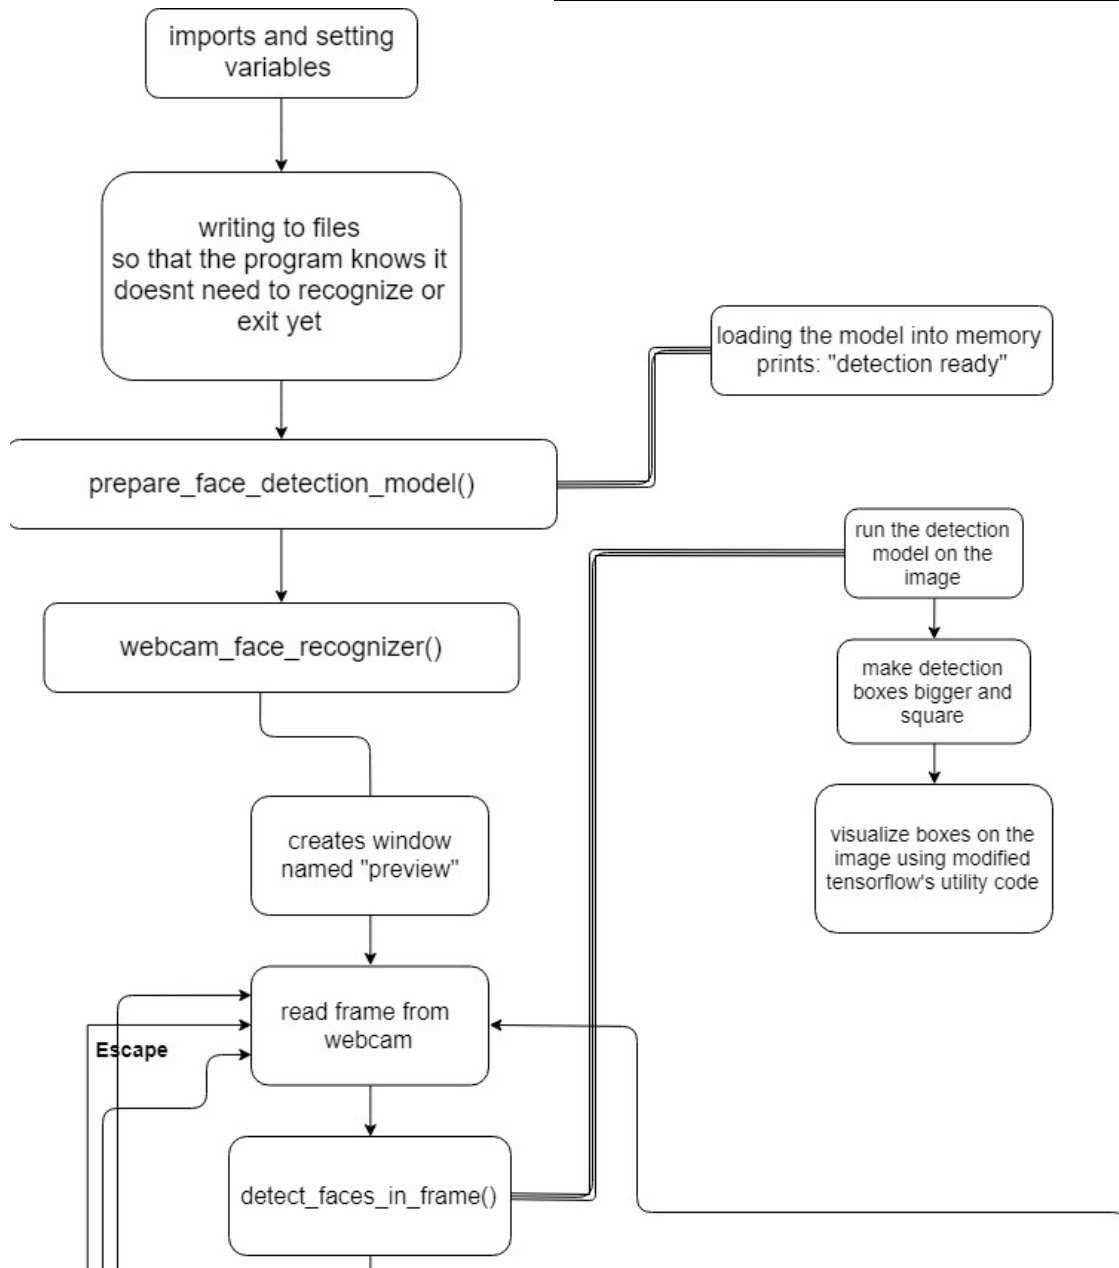 imports and setting
variables
writing to files
so that the program knows it
doesnt need to recognize or
exit yet
loading the model into memory
prints: "detection ready"
prepare_face_detection_model()
run the detection
model on the
image
webcam_face_recognizer()
make detection
boxes bigger and
square
creates window
named "preview"
visualize boxes on the
image using modified
tensorflow's utility code
read frame from
webcam
Escape
detect_faces_in_frame()